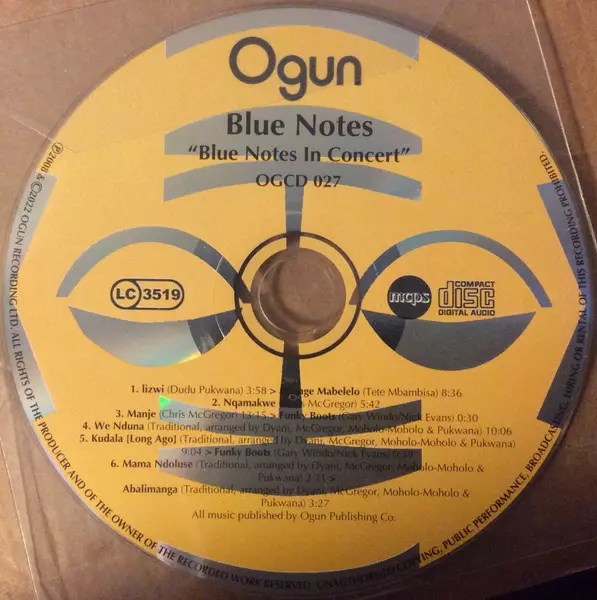 Ogun
Blue Notes
"Blue Notes In Concert"
OGCD 027
LC 3519
mcps
COMPACT
disc
DIGITAL AUDIO
1. Iizwi (Dudu Pukwana) 3:58 > Mabelelo (Tete Mbambisa) 8:36
2. Nqamakwe McGregor) 5:42
3. Manje (Chris McGregor) 13:15 > Funky Boots (Gary Windo/Nick Evans) 0:30
4. We Nduna (Traditional, arranged by Dyani, McGregor, Moholo-Moholo & Pukwana) 10:06
5. Kudala [Long Ago] (Traditional, arranged by Dyani, McGregor, Moholo-Moholo & Pukwana)
9:04 > Funky Boots (Gary Windo/Nick Evans)
6. Mama Ndoluse (Traditional, arranged by Dyani, McGregor, Moholo-Moholo &
Pukwana) 2:21 >
Abalimanga (Traditional, arranged by Dyani, McGregor, Moholo-Moholo &
Pukwana) 3:27
All music published by Ogun Publishing Co.
℗2008 & ©2022 OGUN RECORDING LTD. ALL RIGHTS OF THE PRODUCER AND OF THE OWNER OF THE RECORDED WORK RESERVED. UNAUTHORISED COPYING, PUBLIC PERFORMANCE, BROADCASTING, HIRING OR RENTAL OF THIS RECORDING PROHIBITED.